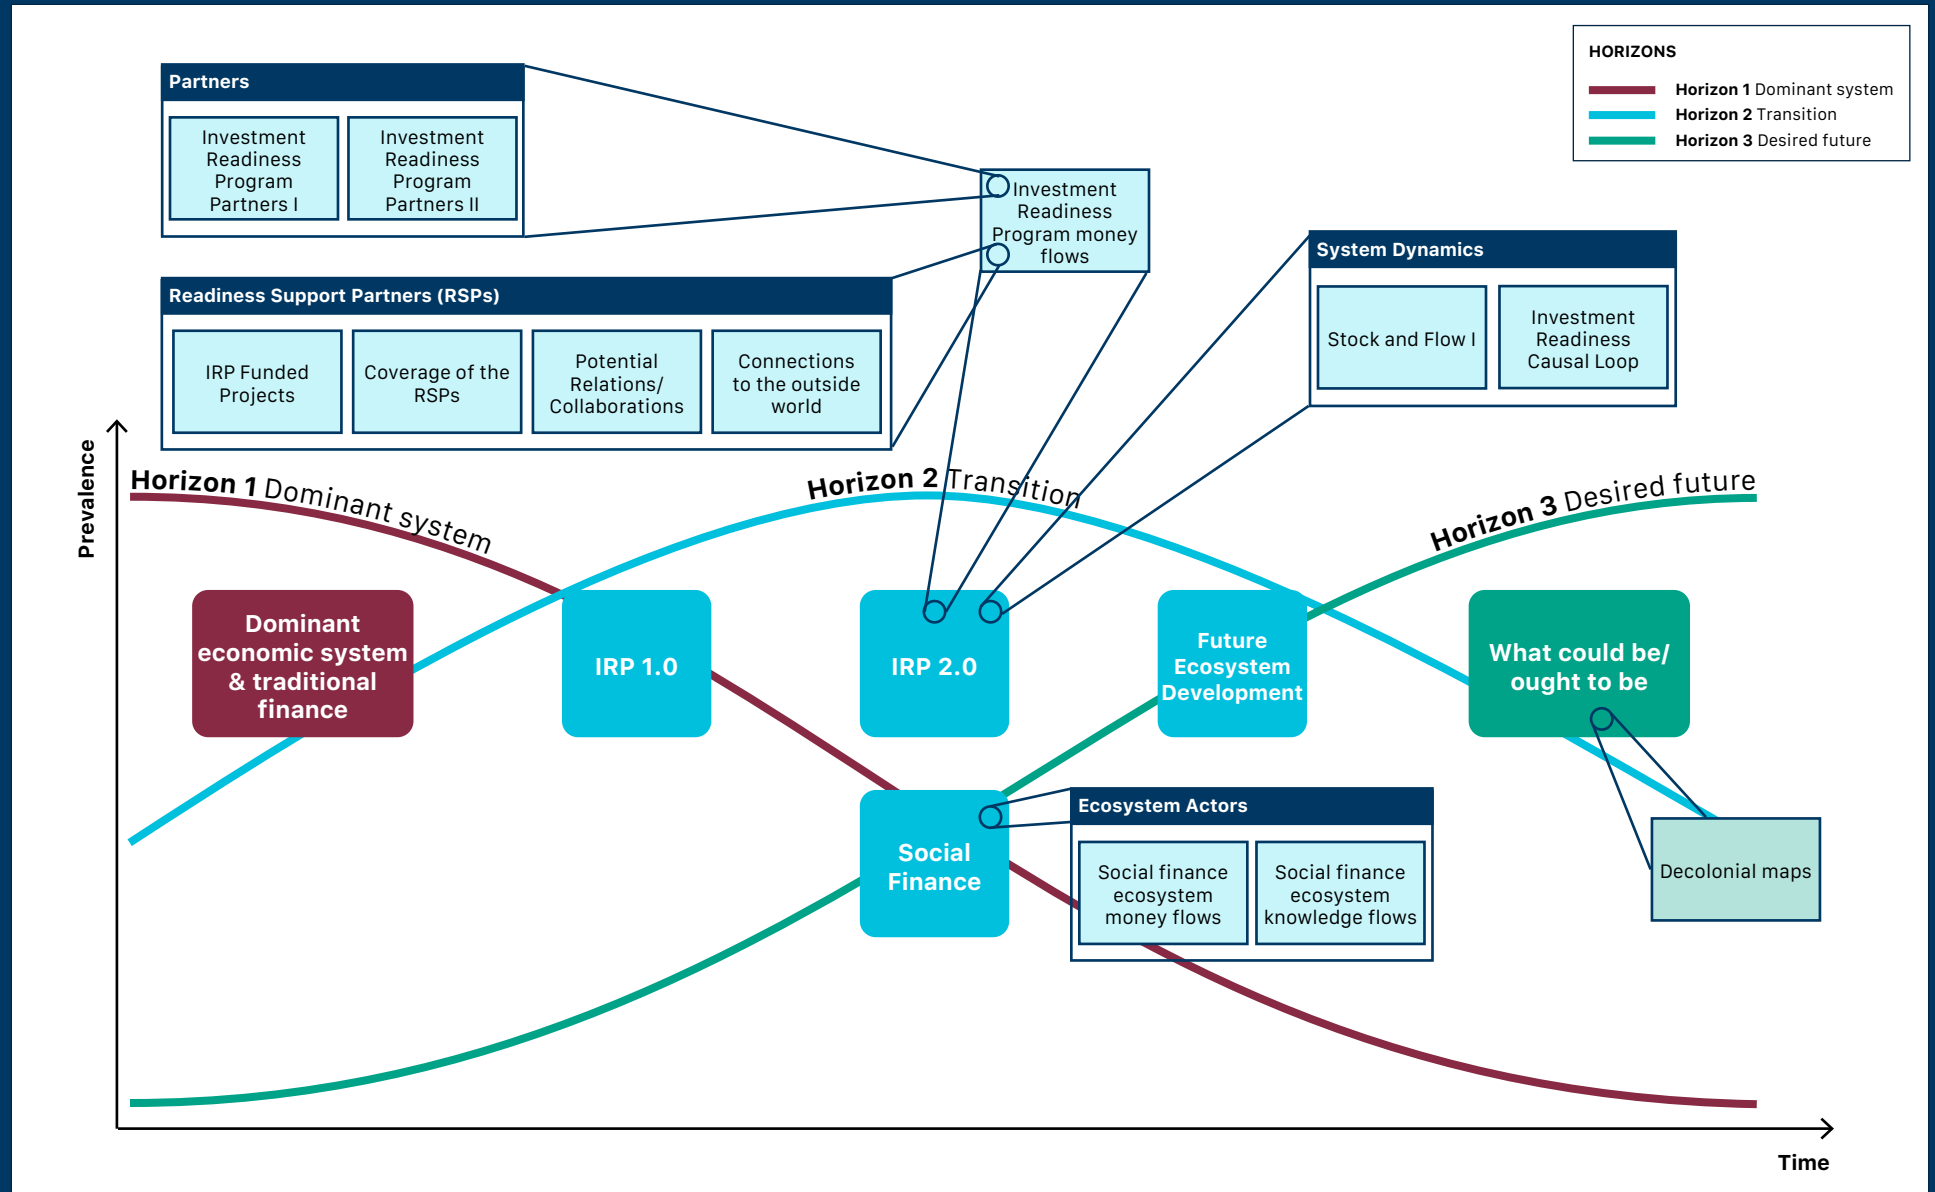 HORIZONS
Horizon 1 Dominant system
Horizon 2 Transition
Horizon 3 Desired future
Partners
Investment
Readiness
Program
Partners I
Investment
Readiness
Program
Partners II
Investment
Readiness
Program money
flows
Readiness Support Partners (RSPs)
IRP Funded
Projects
Coverage of the
RSPs
Potential
Relations/
Collaborations
Connections
to the outside
world
System Dynamics
Stock and Flow I
Investment
Readiness
Causal Loop
Prevalence
Horizon 1 Dominant system
Horizon 2 Transition
Horizon 3 Desired future
Dominant
economic system
& traditional
finance
IRP 1.0
IRP 2.0
Future
Ecosystem
Development
What could be/
ought to be
Social
Finance
Ecosystem Actors
Social finance
ecosystem
money flows
Social finance
ecosystem
knowledge flows
Decolonial maps
Time